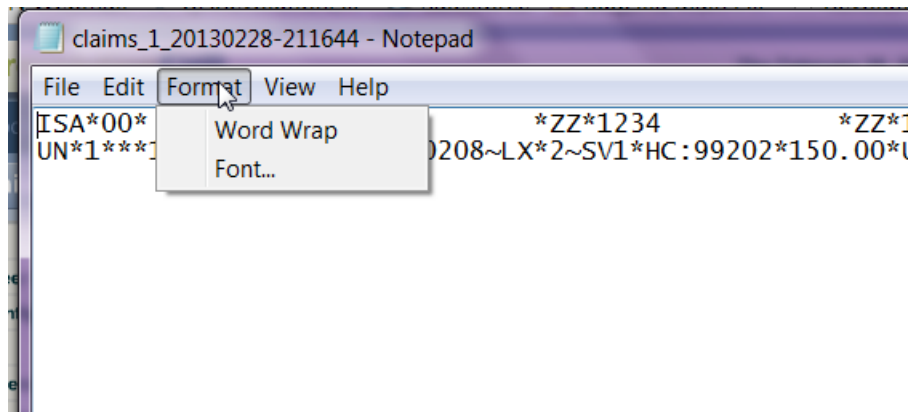 claims_1_20130228-211644 - Notepad
File Edit Format View Help
ISA*00* *ZZ*1234 *ZZ*1
UN*1***1 0208~LX*2~SV1*HC:99202*150.00*U
Word Wrap
Font...